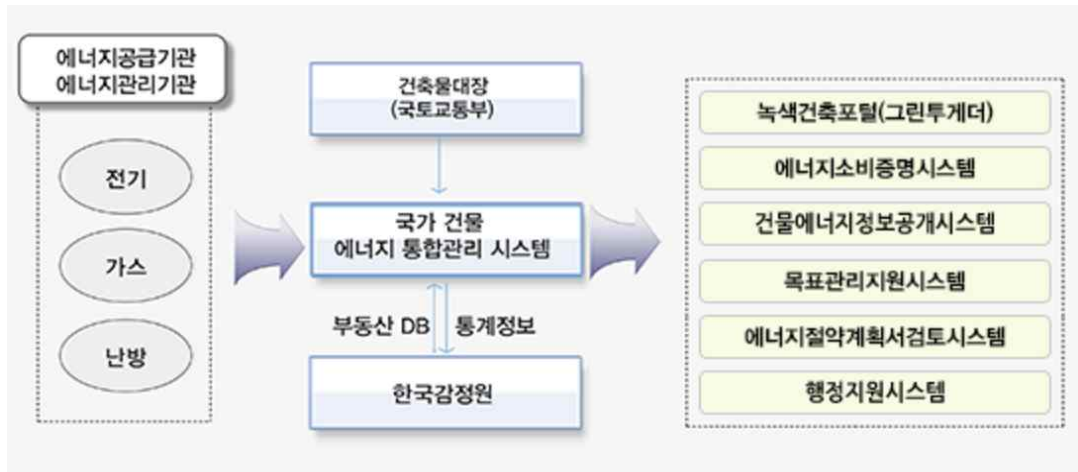 에너지공급기관
에너지관리기관
전기
가스
난방
건축물대장
(국토교통부)
국가 건물
에너지 통합관리 시스템
부동산 DB 통계정보
한국감정원
녹색건축포털(그린투게더)
에너지소비증명시스템
건물에너지정보공개시스템
목표관리지원시스템
에너지절약계획서검토시스템
행정지원시스템